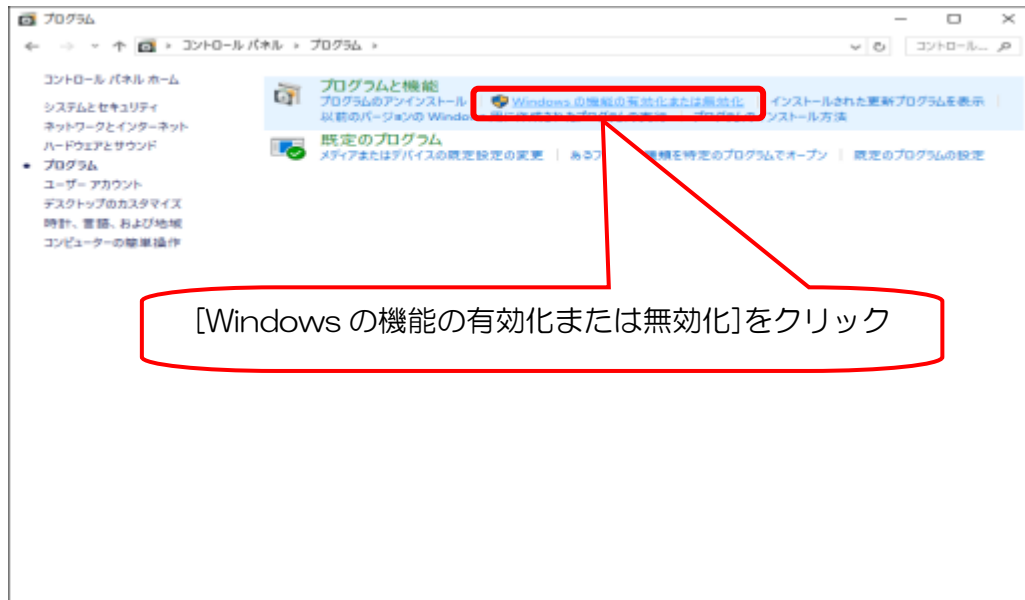 プログラム
コントロール パネル › プログラム ›
コントロール...
コントロール パネル ホーム
システムとセキュリティ
ネットワークとインターネット
ハードウェアとサウンド
プログラム
ユーザー アカウント
デスクトップのカスタマイズ
時計、言語、および地域
コンピューターの簡単操作
プログラムと機能
プログラムのアンインストール Windows の機能の有効化または無効化 インストールされた更新プログラムを表示
以前のバージョンの Windo プログラムの ンストール方法
既定のプログラム
メディアまたはデバイスの既定設定の変更 あるフ 種類を特定のプログラムでオープン 既定のプログラムの設定
[Windows の機能の有効化または無効化]をクリック